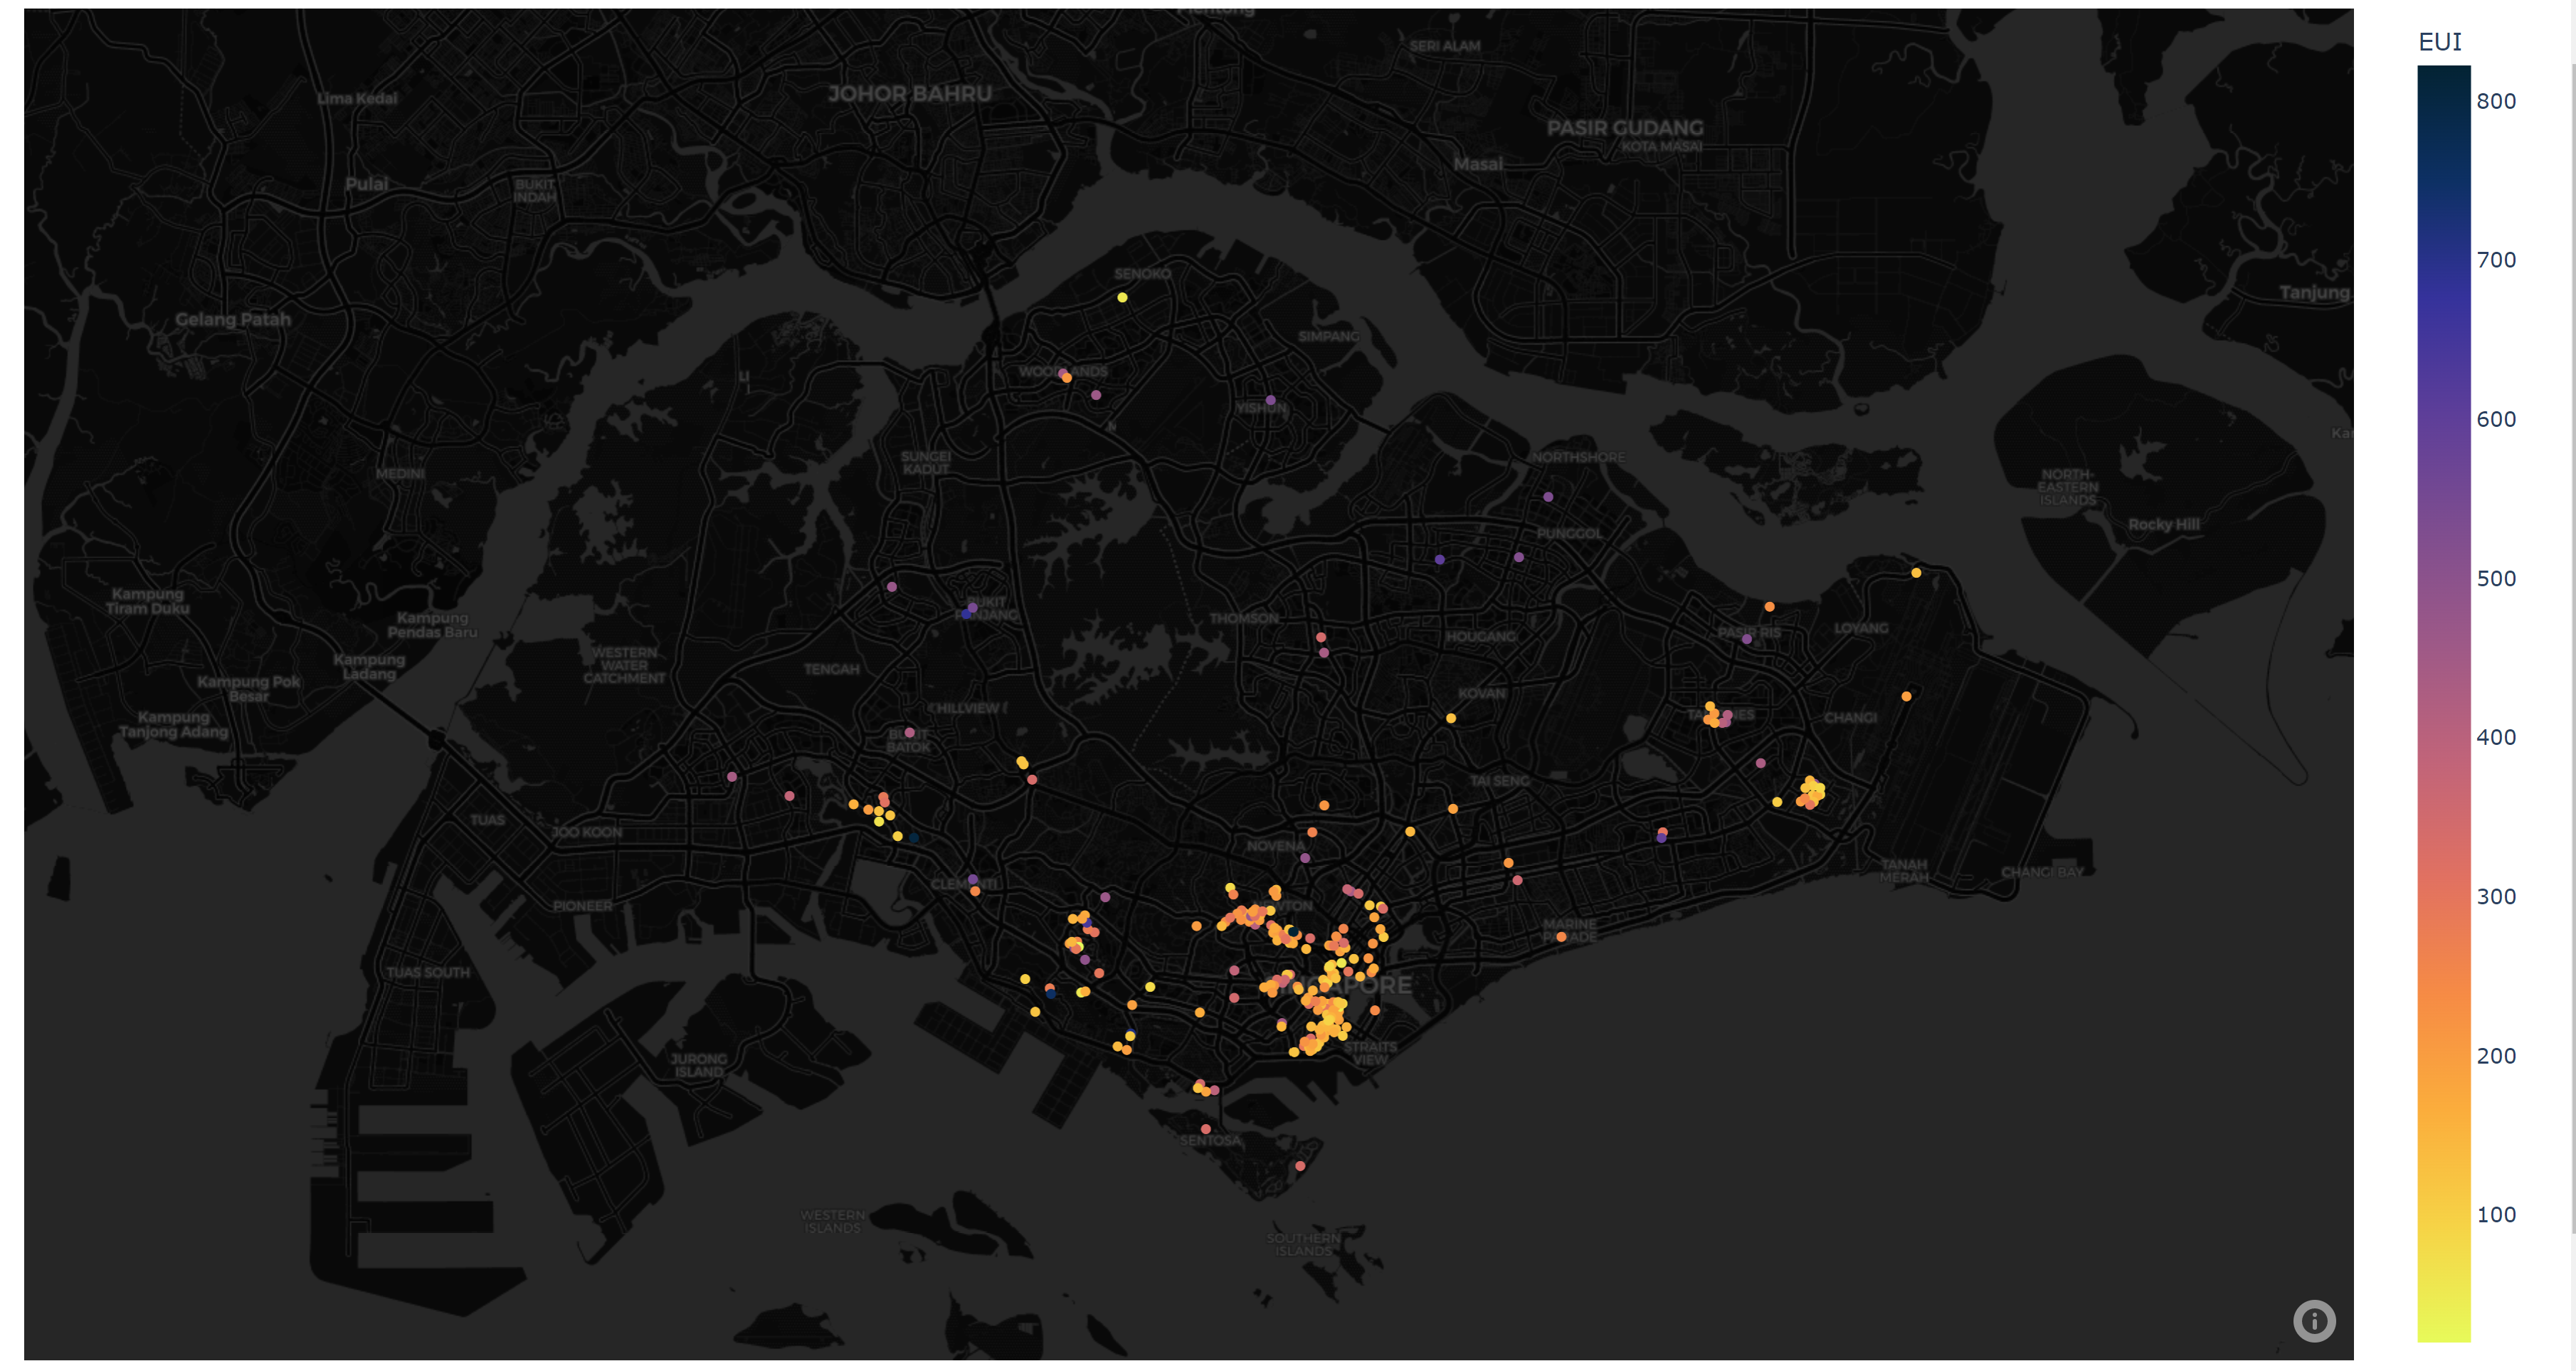 Plentong
EUI
SERI ALAM
800
JOHOR BAHRU
Lima Kedai
PASIR GUDANG
KOTA MASAI
Masai
Pulai
BUKIT
INDAH
700
SENOKO
Tanjung
Gelang Patah
SIMPANG
WOODLANDS
LI
YISHUN
600
Kar
SUNGEI
KADUT
NORTHSHORE
MEDINI
NORTH-
EASTERN
ISLANDS
Rocky Hill
PUNGGOL
500
Kampung
Tiram Duku
BUKIT
PANJANG
Kampung
Pendas Baru
THOMSON
HOUGANG
PASIR RIS
LOYANG
WESTERN
WATER
CATCHMENT
Kampung
Ladang
TENGAH
Kampung Pok
Besar
KOVAN
HILLVIEW
Kampung
Tanjong Adang
TAMPINES
CHANGI
BUKIT
BATOK
400
TAI SENG
TUAS
JOO KOON
NOVENA
TANAH
MERAH
CHANGI BAY
CLEMENTI
300
PIONEER
NEWTON
MARINE
PARADE
TUAS SOUTH
SINGAPORE
JURONG
ISLAND
STRAITS
VIEW
200
SENTOSA
WESTERN
ISLANDS
100
SOUTHERN
ISLANDS